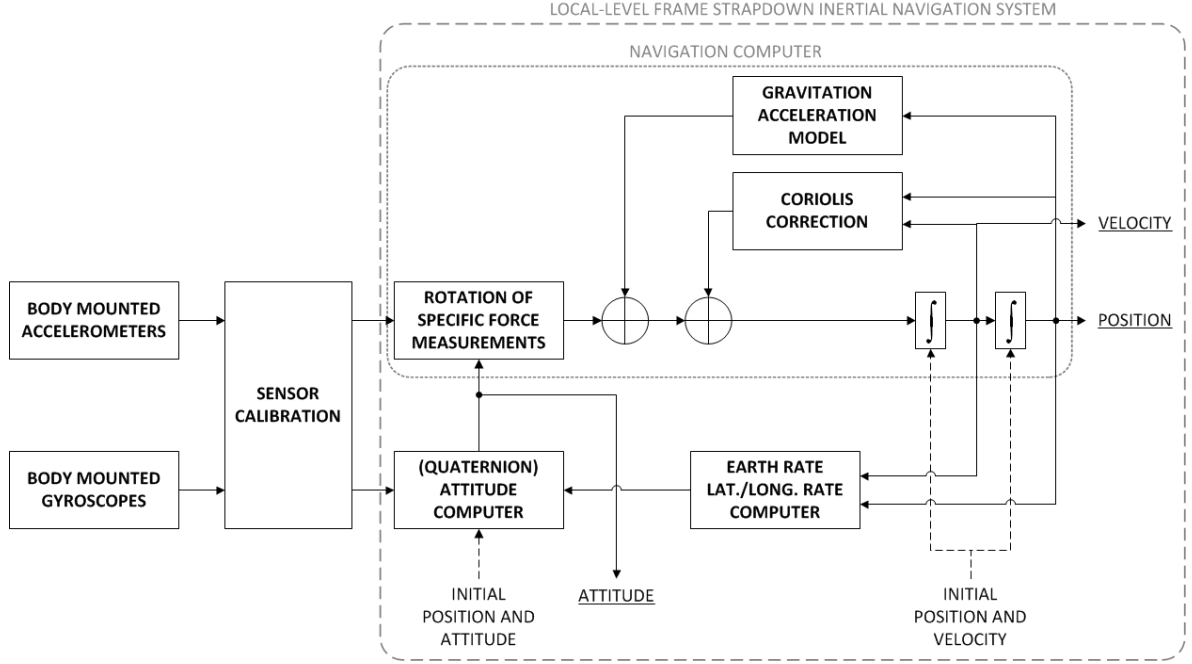 LOCAL-LEVEL FRAME STRAPDOWN INERTIAL NAVIGATION SYSTEM
NAVIGATION COMPUTER
GRAVITATION
ACCELERATION
MODEL
CORIOLIS
CORRECTION
VELOCITY
BODY MOUNTED
ACCELEROMETERS
ROTATION OF
SPECIFIC FORCE
MEASUREMENTS
∫
∫
POSITION
SENSOR
CALIBRATION
BODY MOUNTED
GYROSCOPES
(QUATERNION)
ATTITUDE
COMPUTER
EARTH RATE
LAT./LONG. RATE
COMPUTER
INITIAL
POSITION AND
ATTITUDE
ATTITUDE
INITIAL
POSITION AND
VELOCITY